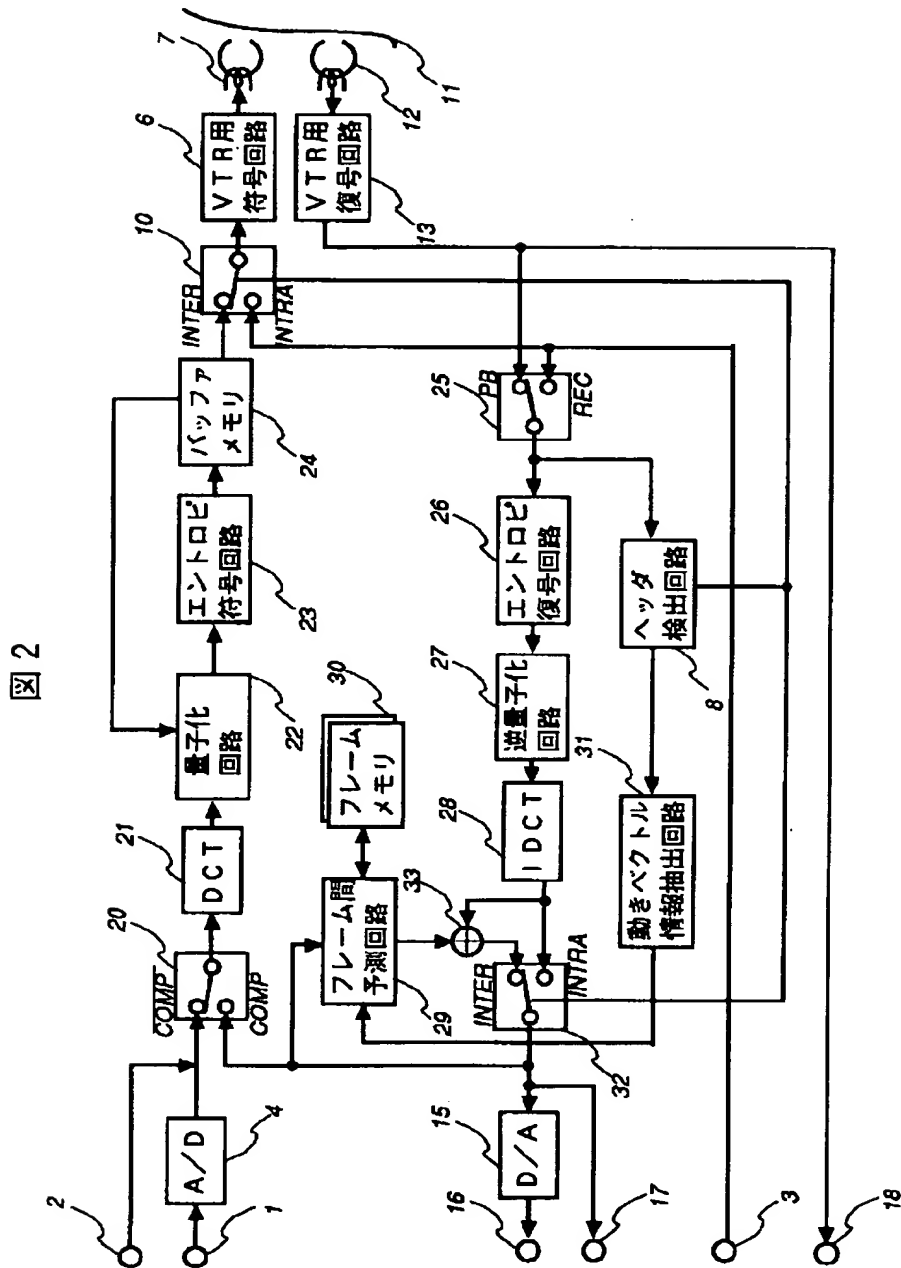 図2
2
1
A/D
4
COMP
COMP
20
DCT
21
量子化
回路
22
エントロピ
符号回路
23
バッファ
メモリ
24
INTER
INTRA
10
VTR用
符号回路
6
7
VTR用
復号回路
13
12
11
フレーム間
予測回路
29
フレーム
メモリ
30
33
INTER
INTRA
32
IDCT
28
逆量子化
回路
27
エントロピ
復号回路
26
PB
REC
25
動きベクトル
情報抽出回路
31
ヘッダ
検出回路
8
D/A
15
16
17
3
18